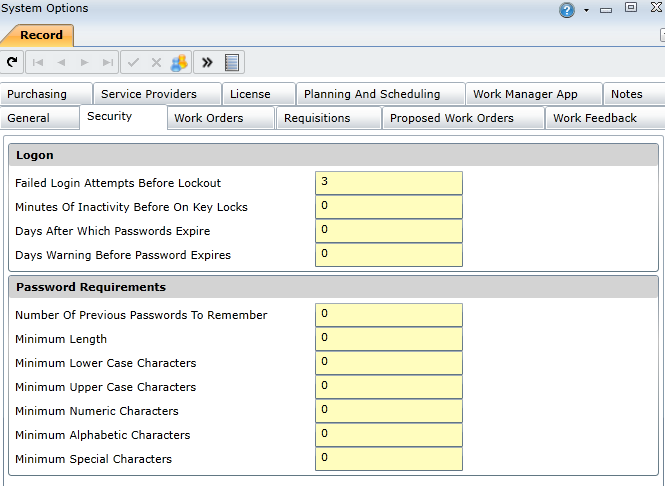 System Options
Record
Purchasing Service Providers License Planning And Scheduling Work Manager App Notes
General Security Work Orders Requisitions Proposed Work Orders Work Feedback
Logon
Failed Login Attempts Before Lockout 3
Minutes Of Inactivity Before On Key Locks 0
Days After Which Passwords Expire 0
Days Warning Before Password Expires 0
Password Requirements
Number Of Previous Passwords To Remember 0
Minimum Length 0
Minimum Lower Case Characters 0
Minimum Upper Case Characters 0
Minimum Numeric Characters 0
Minimum Alphabetic Characters 0
Minimum Special Characters 0